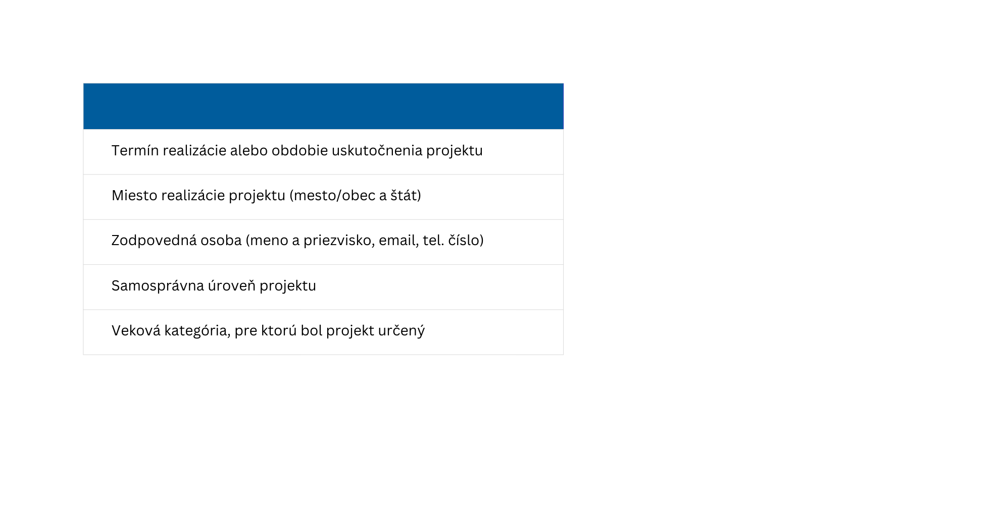 Termín realizácie alebo obdobie uskutočnenia projektu
Miesto realizácie projektu (mesto/obec a štát)
Zodpovedná osoba (meno a priezvisko, email, tel. číslo)
Samosprávna úroveň projektu
Veková kategória, pre ktorú bol projekt určený